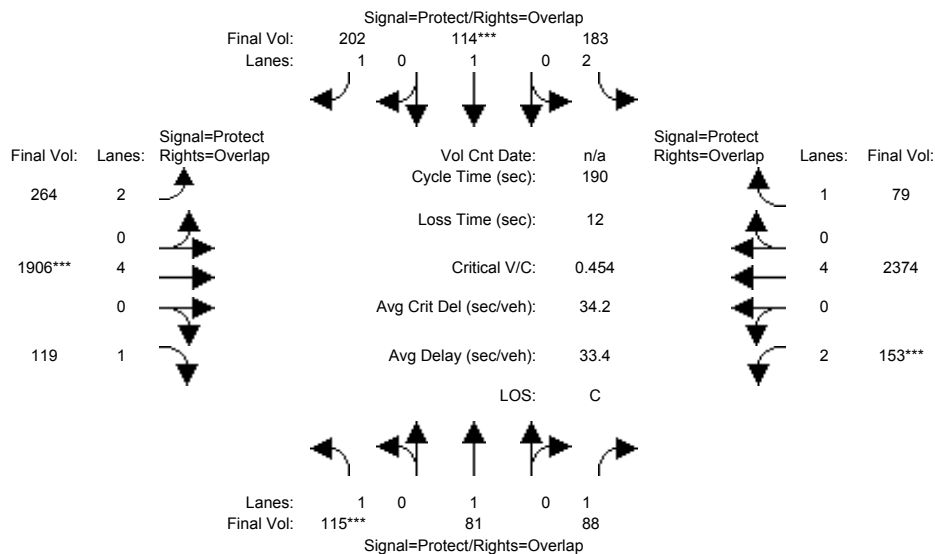 Signal=Protect/Rights=Overlap
Final Vol: 202 114*** 183
Lanes: 1 0 1 0 2
Signal=Protect
Final Vol: Lanes: Rights=Overlap
Vol Cnt Date: n/a
Signal=Protect
Rights=Overlap Lanes: Final Vol:
Cycle Time (sec): 190
264 2
1 79
Loss Time (sec): 12
0
0
1906*** 4
Critical V/C: 0.454
4 2374
0
Avg Crit Del (sec/veh): 34.2
0
119 1
Avg Delay (sec/veh): 33.4
2 153***
LOS: C
Lanes: 1 0 1 0 1
Final Vol: 115*** 81 88
Signal=Protect/Rights=Overlap